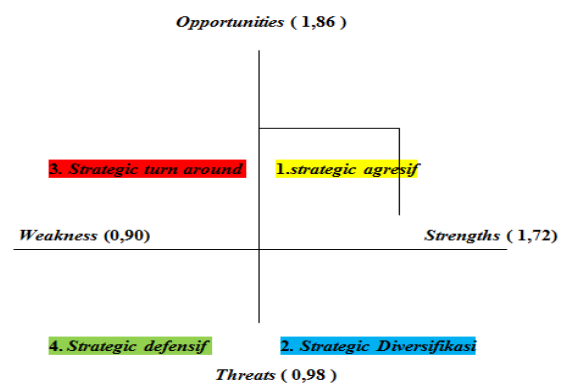 Opportunities ( 1,86 )
3. Strategic turn around
1.strategic agresif
Weakness (0,90)
Strengths ( 1,72)
4. Strategic defensif
2. Strategic Diversifikasi
Threats ( 0,98 )